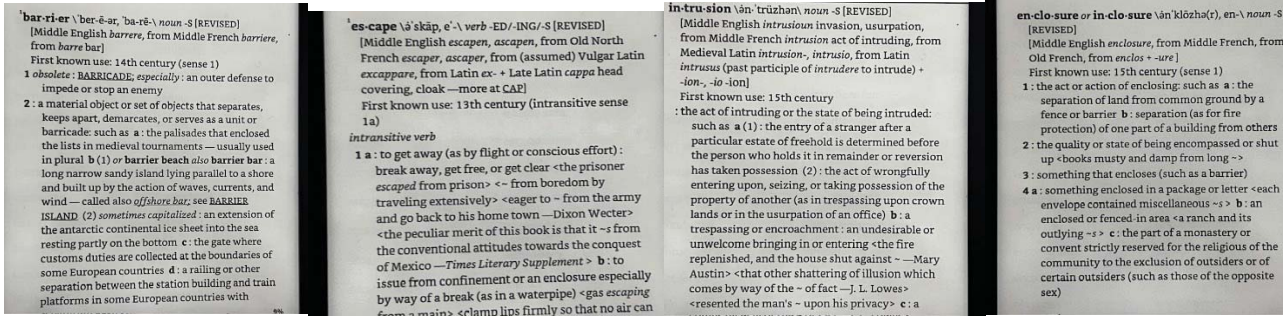 ˈbar·ri·er \ˈber-ē-ər, ˈba-rē-\ noun -S [REVISED]
[Middle English barrere, from Middle French barriere,
from barre bar]
First known use: 14th century (sense 1)
1 obsolete : BARRICADE; especially : an outer defense to
impede or stop an enemy
2 : a material object or set of objects that separates,
keeps apart, demarcates, or serves as a unit or
barricade: such as a : the palisades that enclosed
the lists in medieval tournaments — usually used
in plural b (1) or barrier beach also barrier bar : a
long narrow sandy island lying parallel to a shore
and built up by the action of waves, currents, and
wind — called also offshore bar; see BARRIER
ISLAND (2) sometimes capitalized : an extension of
the antarctic continental ice sheet into the sea
resting partly on the bottom c : the gate where
customs duties are collected at the boundaries of
some European countries d : a railing or other
separation between the station building and train
platforms in some European countries with
¹es·cape \ə̇ˈskāp, eˈ-\ verb -ED/-ING/-S [REVISED]
[Middle English escapen, ascapen, from Old North
French escaper, ascaper, from (assumed) Vulgar Latin
excappare, from Latin ex- + Late Latin cappa head
covering, cloak —more at CAP]
First known use: 13th century (intransitive sense
1a)
intransitive verb
1 a : to get away (as by flight or conscious effort) :
break away, get free, or get clear <the prisoner
escaped from prison> <~ from boredom by
traveling extensively> <eager to ~ from the army
and go back to his home town —Dixon Wecter>
<the peculiar merit of this book is that it ~s from
the conventional attitudes towards the conquest
of Mexico —Times Literary Supplement > b : to
issue from confinement or an enclosure especially
by way of a break (as in a waterpipe) <gas escaping
from a main> <clamp lips firmly so that no air can
in·tru·sion \ə̇nˈtrüzhən\ noun -S [REVISED]
[Middle English intrusioun invasion, usurpation,
from Middle French intrusion act of intruding, from
Medieval Latin intrusion-, intrusio, from Latin
intrusus (past participle of intrudere to intrude) +
-ion-, -io -ion]
First known use: 15th century
: the act of intruding or the state of being intruded:
such as a (1) : the entry of a stranger after a
particular estate of freehold is determined before
the person who holds it in remainder or reversion
has taken possession (2) : the act of wrongfully
entering upon, seizing, or taking possession of the
property of another (as in trespassing upon crown
lands or in the usurpation of an office) b : a
trespassing or encroachment : an undesirable or
unwelcome bringing in or entering <the fire
replenished, and the house shut against ~ —Mary
Austin> <that other shattering of illusion which
comes by way of the ~ of fact —J. L. Lowes>
<resented the man's ~ upon his privacy> c : a
en·clo·sure or in·clo·sure \ə̇nˈklōzhə(r), en-\ noun -S
[REVISED]
[Middle English enclosure, from Middle French, from
Old French, from enclos + -ure ]
First known use: 15th century (sense 1)
1 : the act or action of enclosing: such as a : the
separation of land from common ground by a
fence or barrier b : separation (as for fire
protection) of one part of a building from others
2 : the quality or state of being encompassed or shut
up <books musty and damp from long ~>
3 : something that encloses (such as a barrier)
4 a : something enclosed in a package or letter <each
envelope contained miscellaneous ~s > b : an
enclosed or fenced-in area <a ranch and its
outlying ~s > c : the part of a monastery or
convent strictly reserved for the religious of the
community to the exclusion of outsiders or of
certain outsiders (such as those of the opposite
sex)